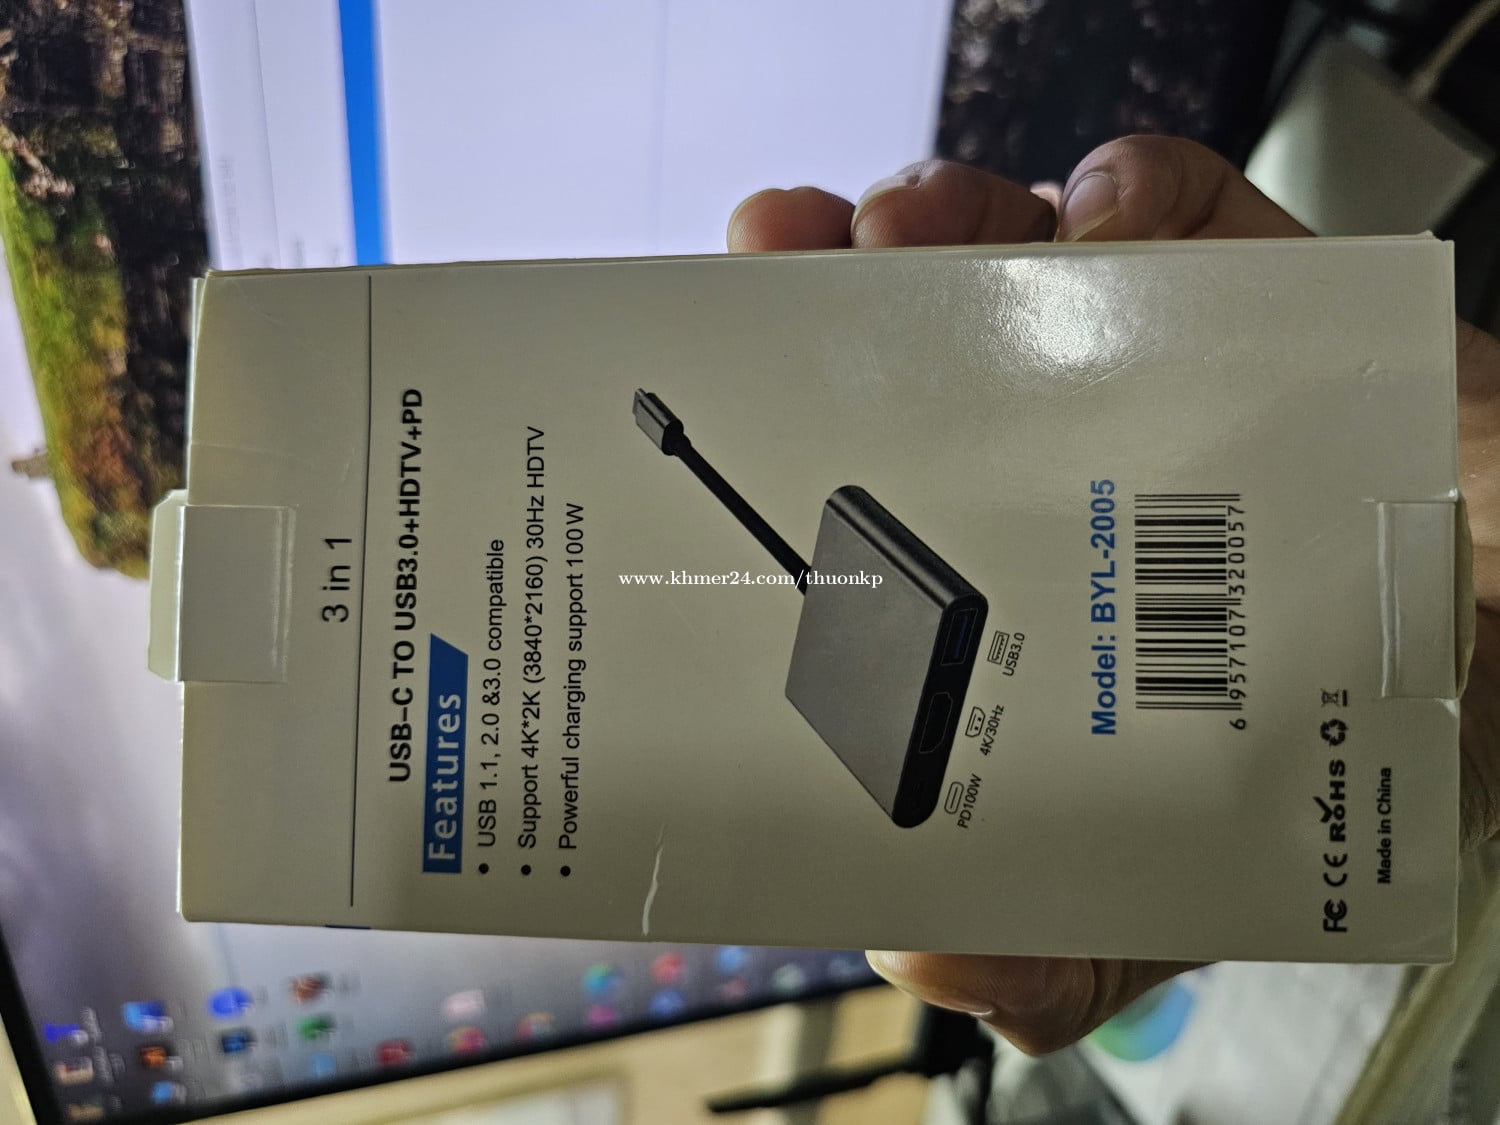 3 in 1
USB-C TO USB3.0+HDTV+PD
Features
● USB 1.1, 2.0 &3.0 compatible
● Support 4K*2K (3840*2160) 30Hz HDTV
● Powerful charging support 100W
www.khmer24.com/thuonkp
PD100W
4K/30Hz
USB3.0
Model: BYL-2005
6 957107 320057
FC CE RoHS
Made in China